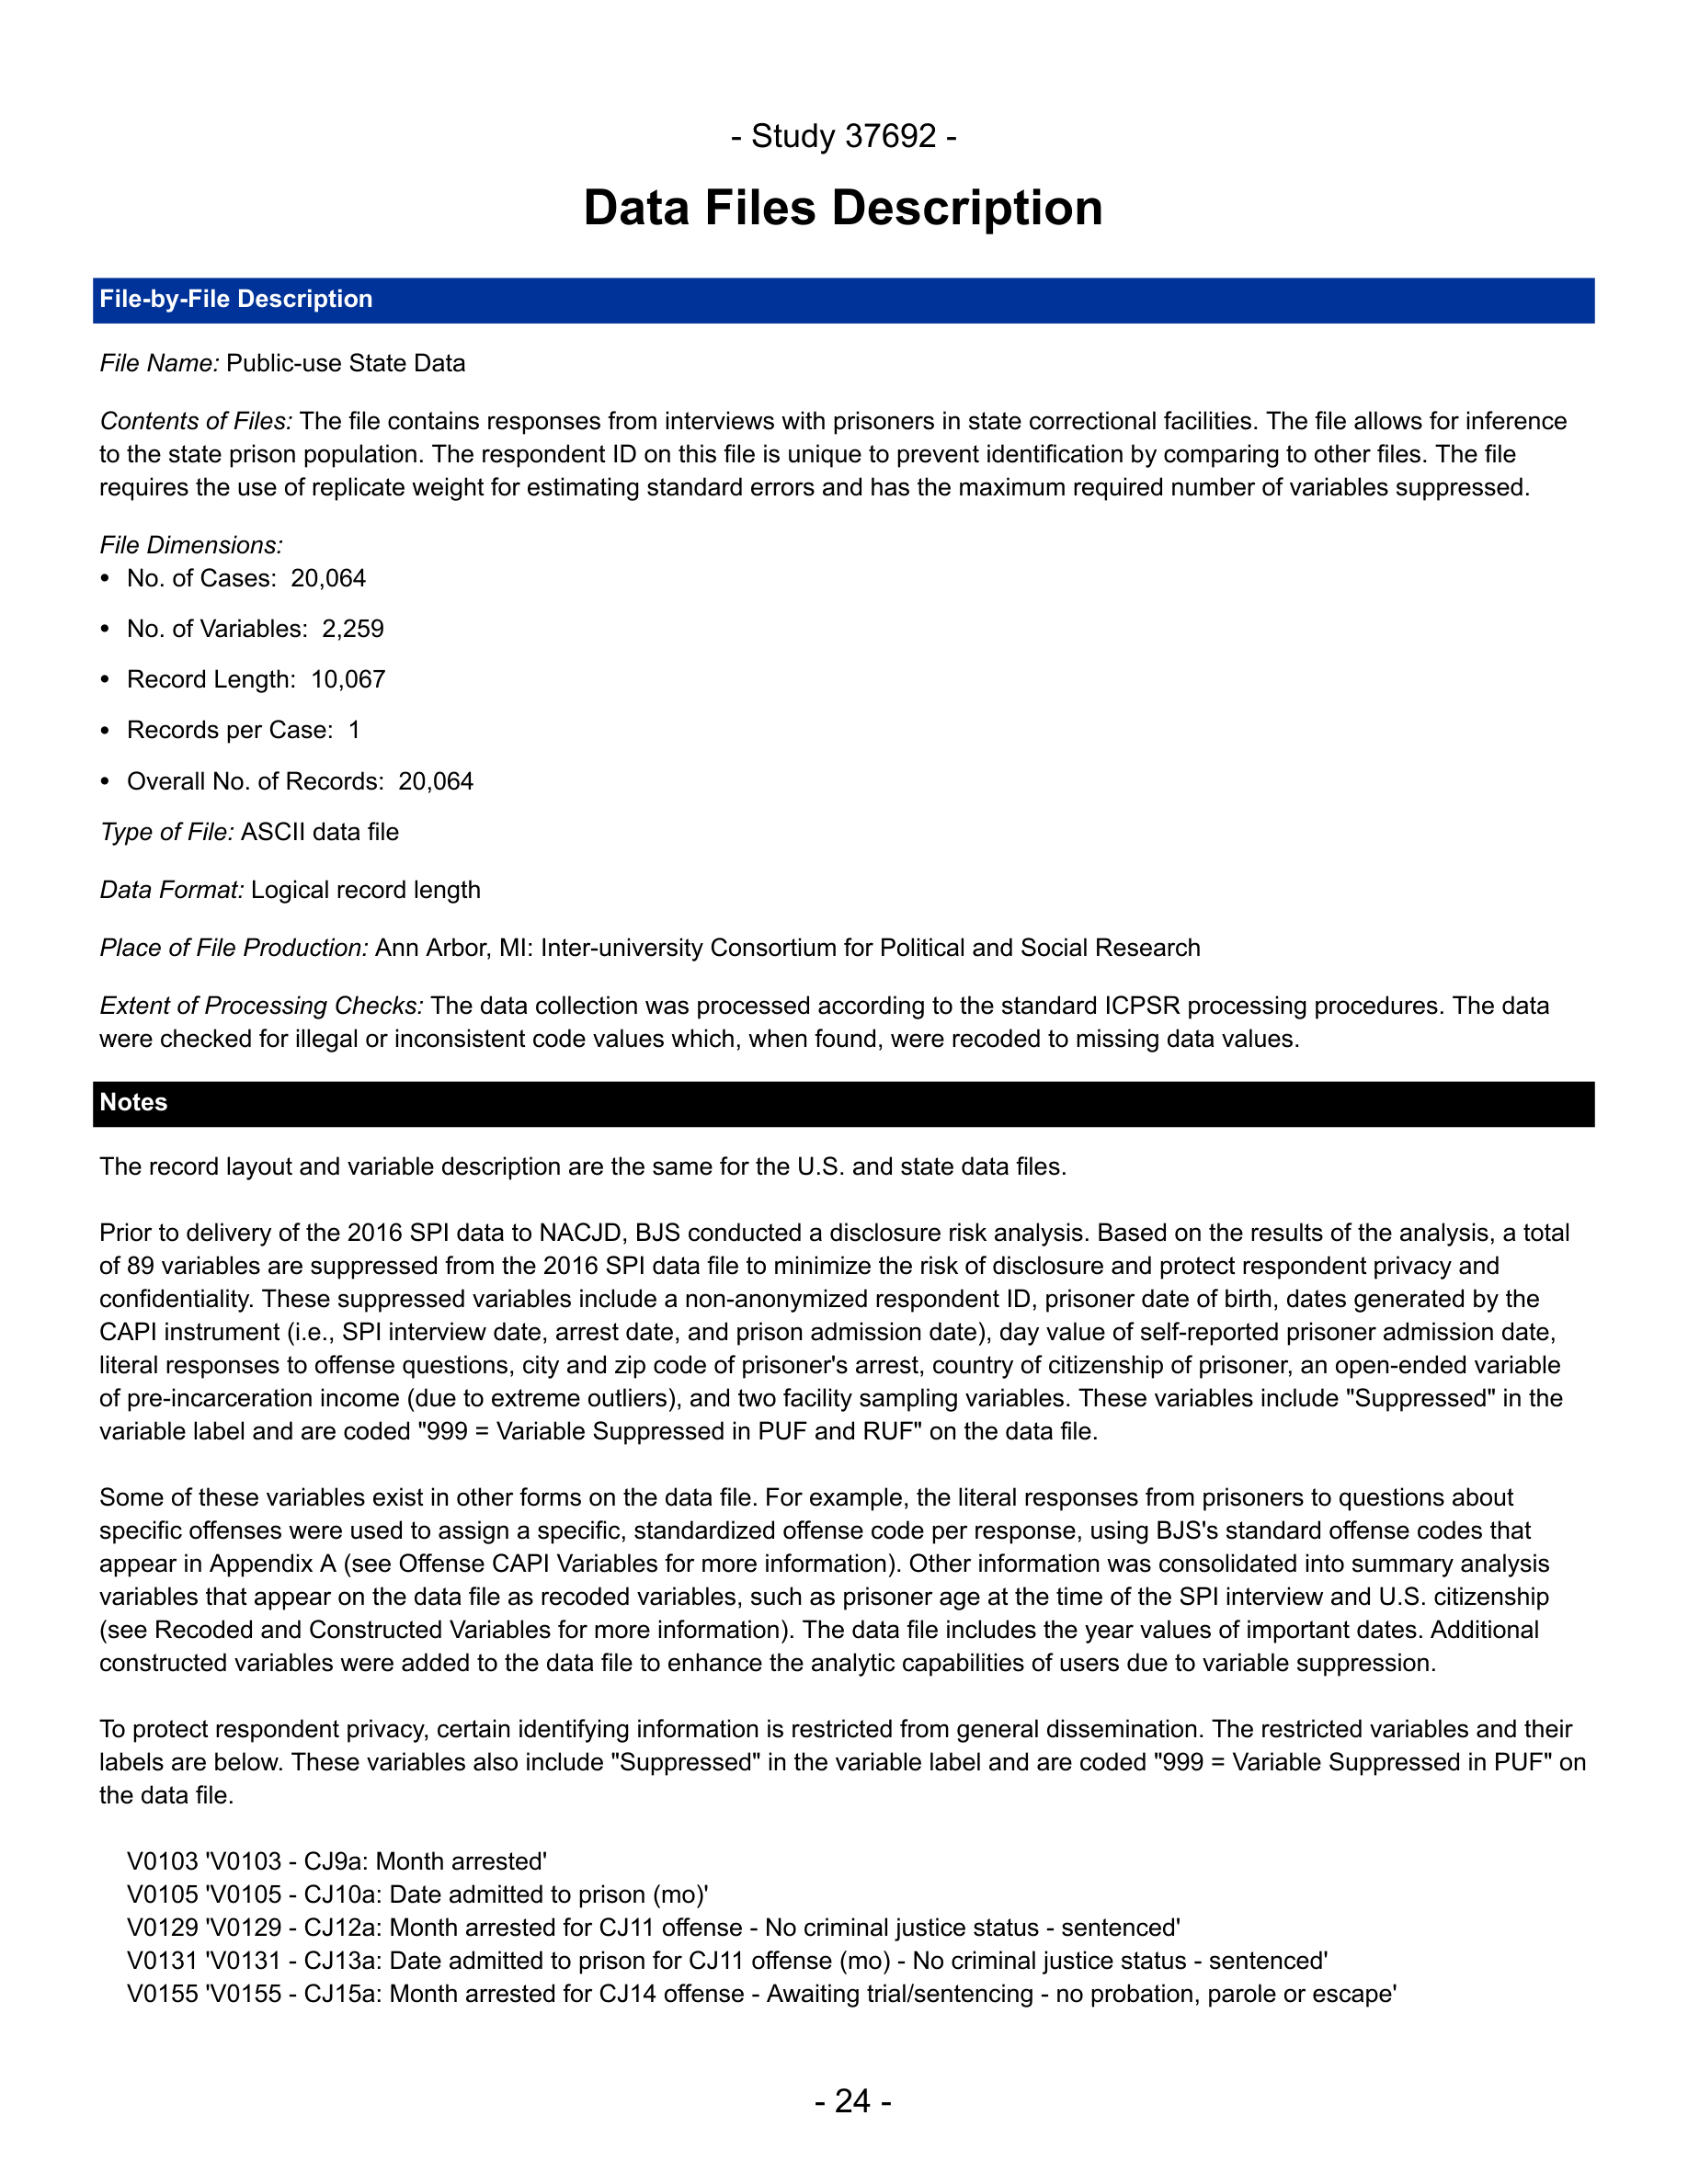 - Study 37692 -
Data Files Description
File-by-File Description
File Name: Public-use State Data
Contents of Files: The file contains responses from interviews with prisoners in state correctional facilities. The file allows for inference
to the state prison population. The respondent ID on this file is unique to prevent identification by comparing to other files. The file
requires the use of replicate weight for estimating standard errors and has the maximum required number of variables suppressed.
File Dimensions:
• No. of Cases: 20,064
• No. of Variables: 2,259
• Record Length: 10,067
• Records per Case: 1
• Overall No. of Records: 20,064
Type of File: ASCII data file
Data Format: Logical record length
Place of File Production: Ann Arbor, MI: Inter-university Consortium for Political and Social Research
Extent of Processing Checks: The data collection was processed according to the standard ICPSR processing procedures. The data
were checked for illegal or inconsistent code values which, when found, were recoded to missing data values.
Notes
The record layout and variable description are the same for the U.S. and state data files.
Prior to delivery of the 2016 SPI data to NACJD, BJS conducted a disclosure risk analysis. Based on the results of the analysis, a total
of 89 variables are suppressed from the 2016 SPI data file to minimize the risk of disclosure and protect respondent privacy and
confidentiality. These suppressed variables include a non-anonymized respondent ID, prisoner date of birth, dates generated by the
CAPI instrument (i.e., SPI interview date, arrest date, and prison admission date), day value of self-reported prisoner admission date,
literal responses to offense questions, city and zip code of prisoner's arrest, country of citizenship of prisoner, an open-ended variable
of pre-incarceration income (due to extreme outliers), and two facility sampling variables. These variables include "Suppressed" in the
variable label and are coded "999 = Variable Suppressed in PUF and RUF" on the data file.
Some of these variables exist in other forms on the data file. For example, the literal responses from prisoners to questions about
specific offenses were used to assign a specific, standardized offense code per response, using BJS's standard offense codes that
appear in Appendix A (see Offense CAPI Variables for more information). Other information was consolidated into summary analysis
variables that appear on the data file as recoded variables, such as prisoner age at the time of the SPI interview and U.S. citizenship
(see Recoded and Constructed Variables for more information). The data file includes the year values of important dates. Additional
constructed variables were added to the data file to enhance the analytic capabilities of users due to variable suppression.
To protect respondent privacy, certain identifying information is restricted from general dissemination. The restricted variables and their
labels are below. These variables also include "Suppressed" in the variable label and are coded "999 = Variable Suppressed in PUF" on
the data file.
V0103 'V0103 - CJ9a: Month arrested'
V0105 'V0105 - CJ10a: Date admitted to prison (mo)'
V0129 'V0129 - CJ12a: Month arrested for CJ11 offense - No criminal justice status - sentenced'
V0131 'V0131 - CJ13a: Date admitted to prison for CJ11 offense (mo) - No criminal justice status - sentenced'
V0155 'V0155 - CJ15a: Month arrested for CJ14 offense - Awaiting trial/sentencing - no probation, parole or escape'
- 24 -